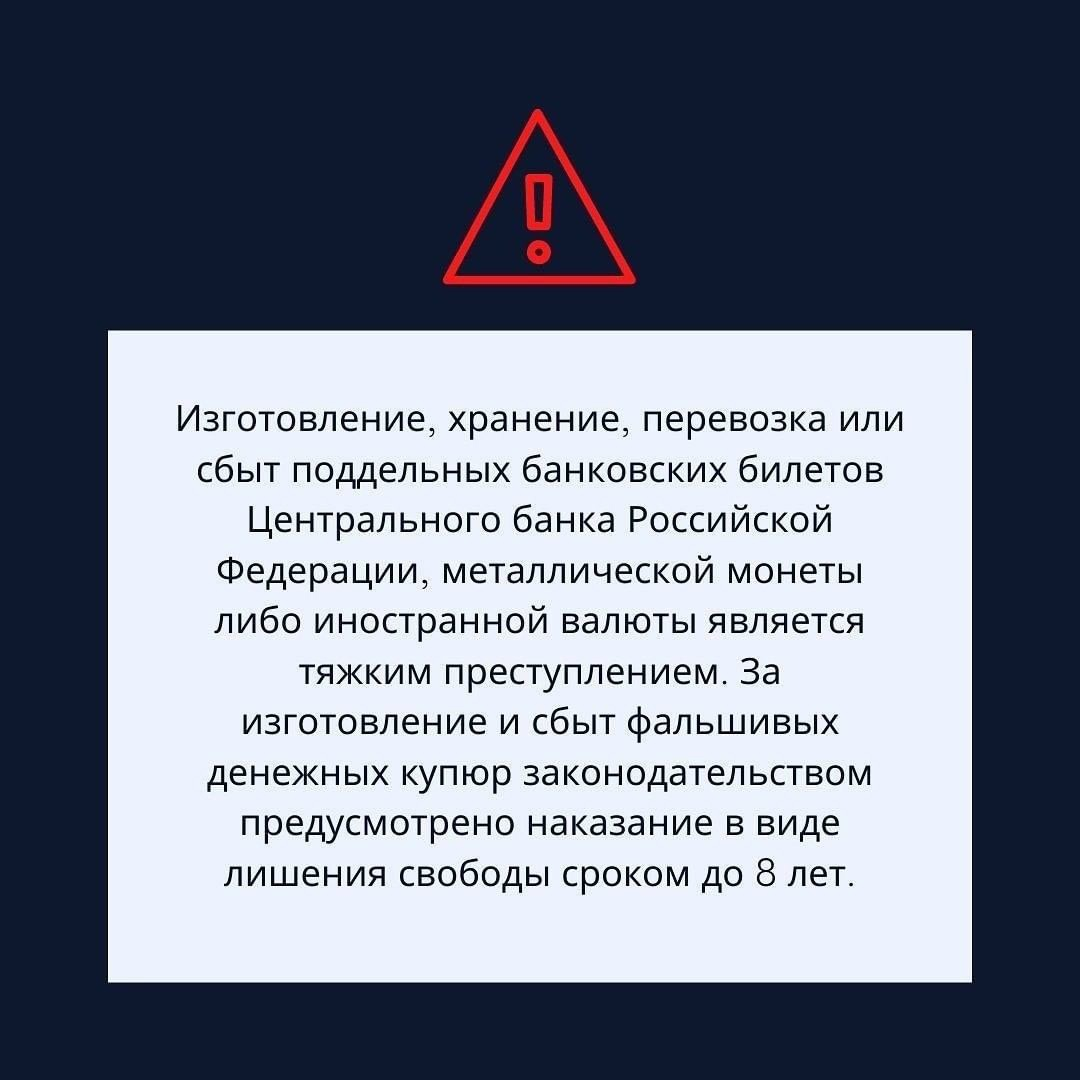 Изготовление, хранение, перевозка или
сбыт поддельных банковских билетов
Центрального банка Российской
Федерации, металлической монеты
либо иностранной валюты является
тяжким преступлением. За
изготовление и сбыт фальшивых
денежных купюр законодательством
предусмотрено наказание в виде
лишения свободы сроком до 8 лет.